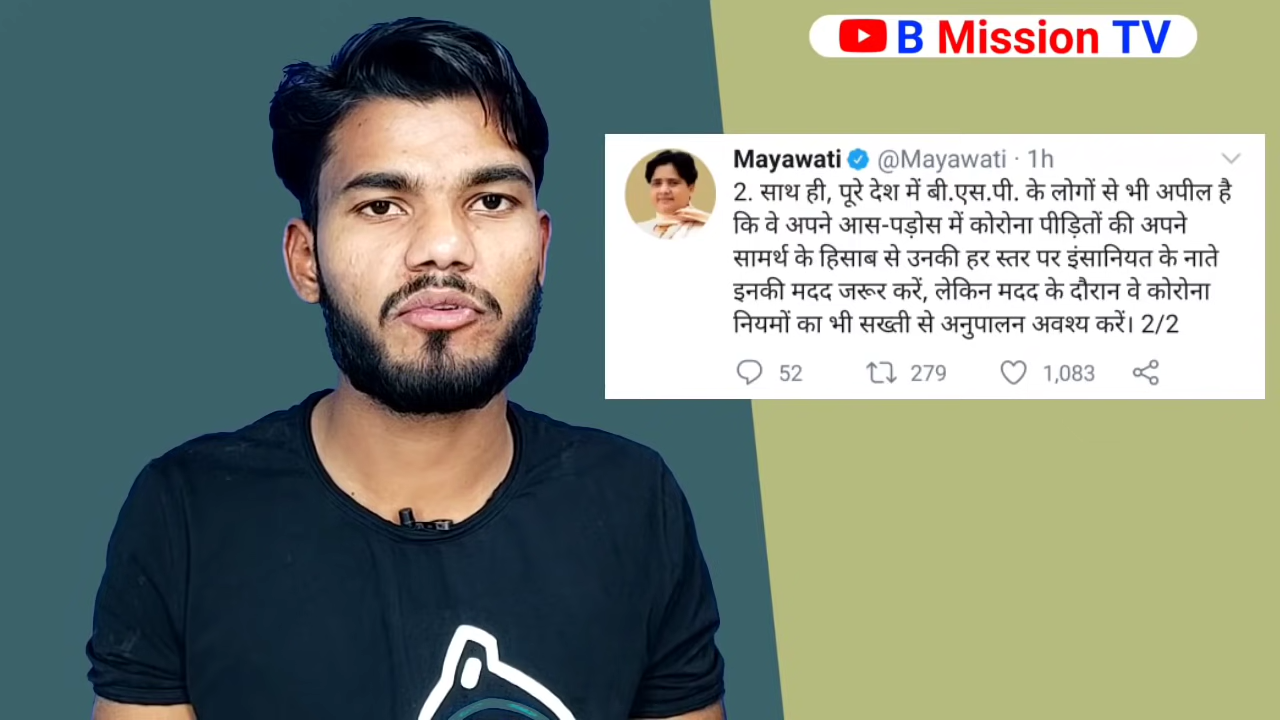 B Mission TV
Mayawati @Mayawati · 1h
2. साथ ही, पूरे देश में बी.एस.पी. के लोगों से भी अपील है
कि वे अपने आस-पड़ोस में कोरोना पीड़ितों की अपने
सामर्थ के हिसाब से उनकी हर स्तर पर इंसानियत के नाते
इनकी मदद जरूर करें, लेकिन मदद के दौरान वे कोरोना
नियमों का भी सख्ती से अनुपालन अवश्य करें। 2/2
52 279 1,083